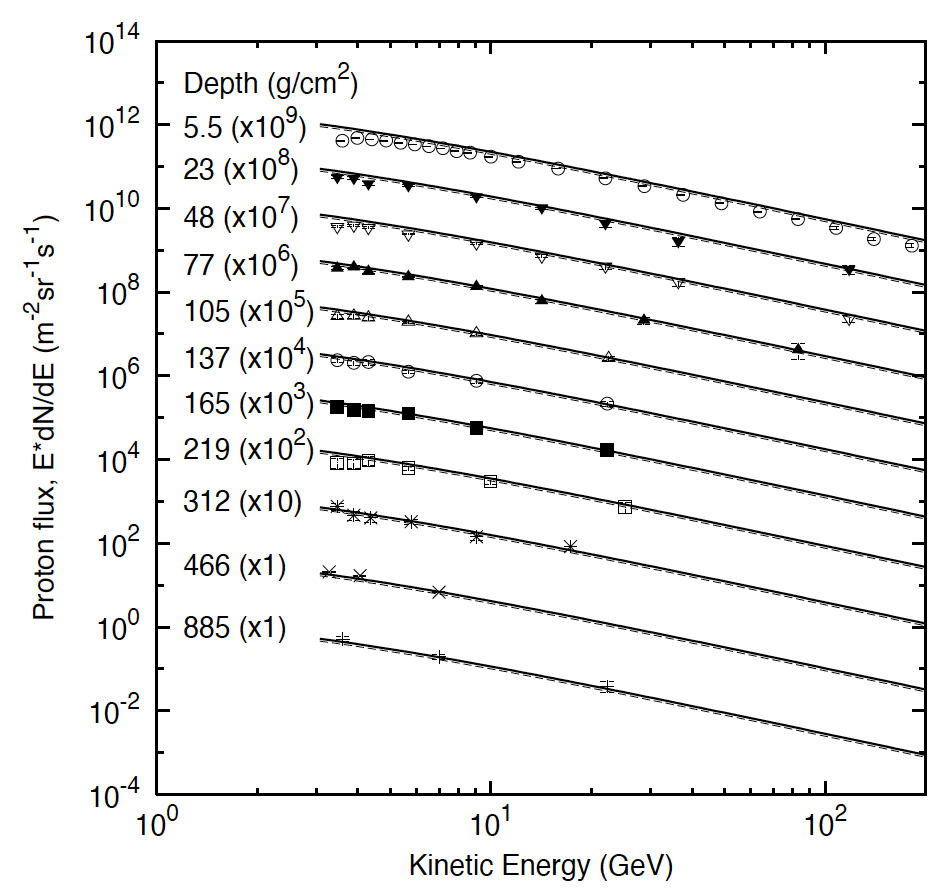 10^14
10^12
10^10
10^8
10^6
10^4
10^2
10^0
10^-2
10^-4
Proton flux, E*dN/dE (m^-2sr^-1s^-1)
Depth (g/cm^2)
5.5 (x10^9)
23 (x10^8)
48 (x10^7)
77 (x10^6)
105 (x10^5)
137 (x10^4)
165 (x10^3)
219 (x10^2)
312 (x10)
466 (x1)
885 (x1)
10^0
10^1
10^2
Kinetic Energy (GeV)